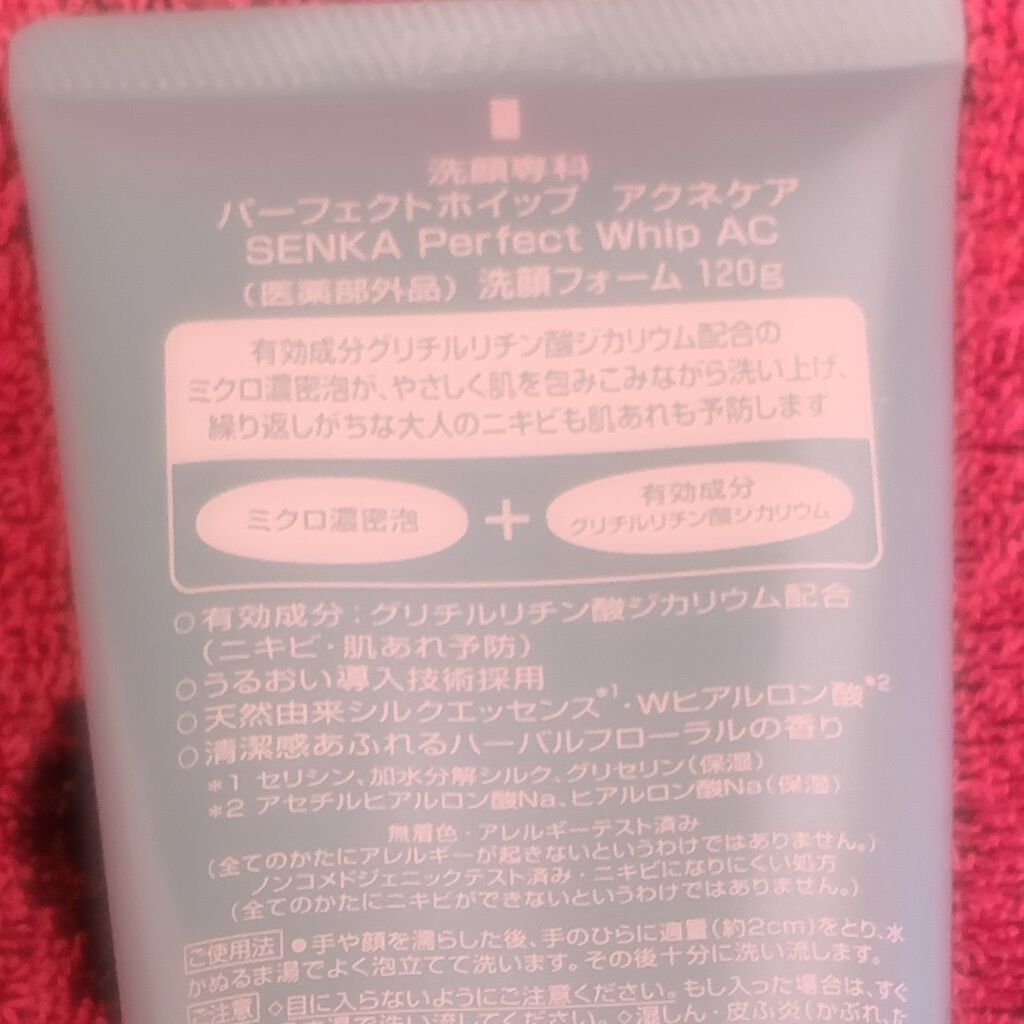 洗顔専科
パーフェクトホイップ アクネケア
SENKA Perfect Whip AC
(医薬部外品) 洗顔フォーム 120g
有効成分グリチルリチン酸ジカリウム配合の
ミクロ濃密泡が、やさしく肌を包みこみながら洗い上げ、
繰り返しがちな大人のニキビも肌あれも予防します
ミクロ濃密泡
+
有効成分
グリチルリチン酸ジカリウム
○有効成分：グリチルリチン酸ジカリウム配合
(ニキビ・肌あれ予防)
○うるおい導入技術採用
○天然由来シルクエッセンス*1・Wヒアルロン酸*2
○清潔感あふれるハーバルフローラルの香り
*1 セリシン、加水分解シルク、グリセリン(保湿)
*2 アセチルヒアルロン酸Na、ヒアルロン酸Na(保湿)
無着色・アレルギーテスト済み
(全てのかたにアレルギーが起きないというわけではありません。)
ノンコメドジェニックテスト済み・ニキビになりにくい処方
(全てのかたにニキビができないというわけではありません。)
ご使用法 ●手や顔を濡らした後、手のひらに適量(約2cm)をとり、水
かぬるま湯でよく泡立てて洗います。その後十分に洗い流します。
ご注意 ◇目に入らないようにご注意ください。もし入った場合は、すぐ
で洗い流してください。◇湿しん・皮ふ炎(かぶれ、た